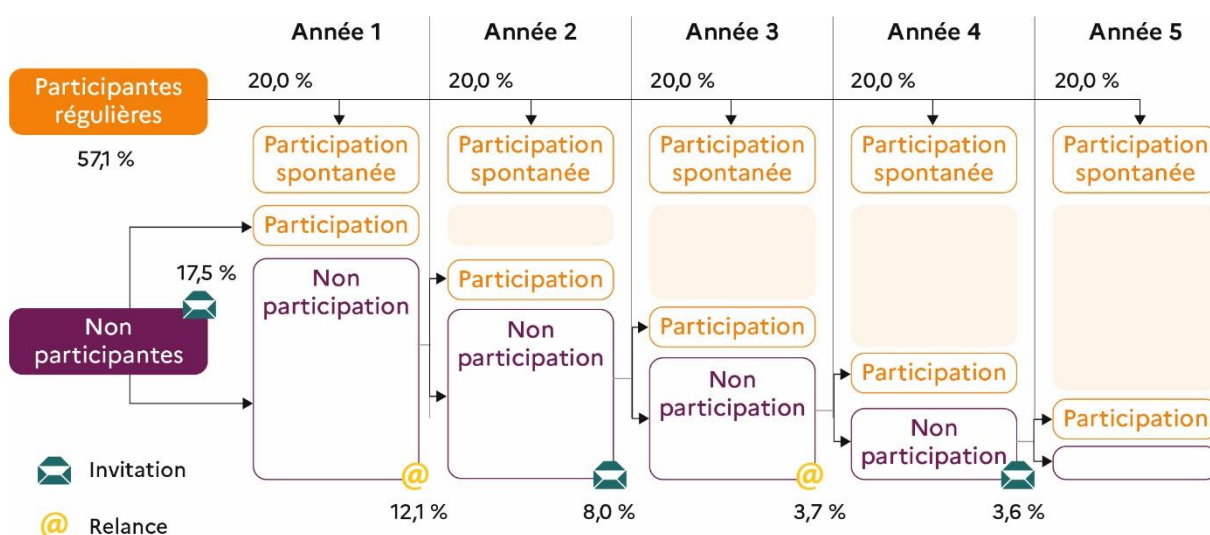 Année 1
Année 2
Année 3
Année 4
Année 5
Participantes
régulières
57,1 %
20,0 %
20,0 %
20,0 %
20,0 %
20,0 %
Participation
spontanée
Participation
spontanée
Participation
spontanée
Participation
spontanée
Participation
spontanée
Participation
17,5 %
Non
participantes
Non
participation
Participation
Non
participation
Participation
Non
participation
Participation
Non
participation
Participation
Invitation
@ Relance
@
12,1 %
8,0 %
@
3,7 %
3,6 %